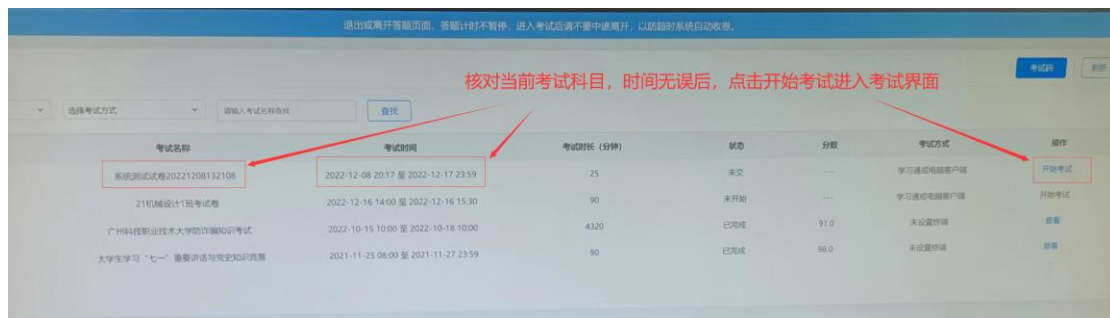 退出或离开答题页面，答题计时不暂停，进入考试后请不要中途离开，以防超时系统自动收卷。
考试码 刷新
核对当前考试科目，时间无误后，点击开始考试进入考试界面
选择考试方式 请输入考试名称查找 查找
考试名称 考试时间 考试时长（分钟） 状态 分数 考试方式 操作
系统测试试卷20221208132108 2022-12-08 20:17 至 2022-12-17 23:59 25 未交 --- 学习通或电脑客户端 开始考试
21机械设计1班考试卷 2022-12-16 14:00 至 2022-12-16 15:30 90 未开始 --- 学习通或电脑客户端 开始考试
广州科技职业技术大学防诈骗知识考试 2022-10-15 10:00 至 2022-10-18 10:00 4320 已完成 91.0 未设置终端 查看
大学生学习“七一”重要讲话与党史知识竞赛 2021-11-25 08:00 至 2021-11-27 23:59 90 已完成 98.0 未设置终端 查看